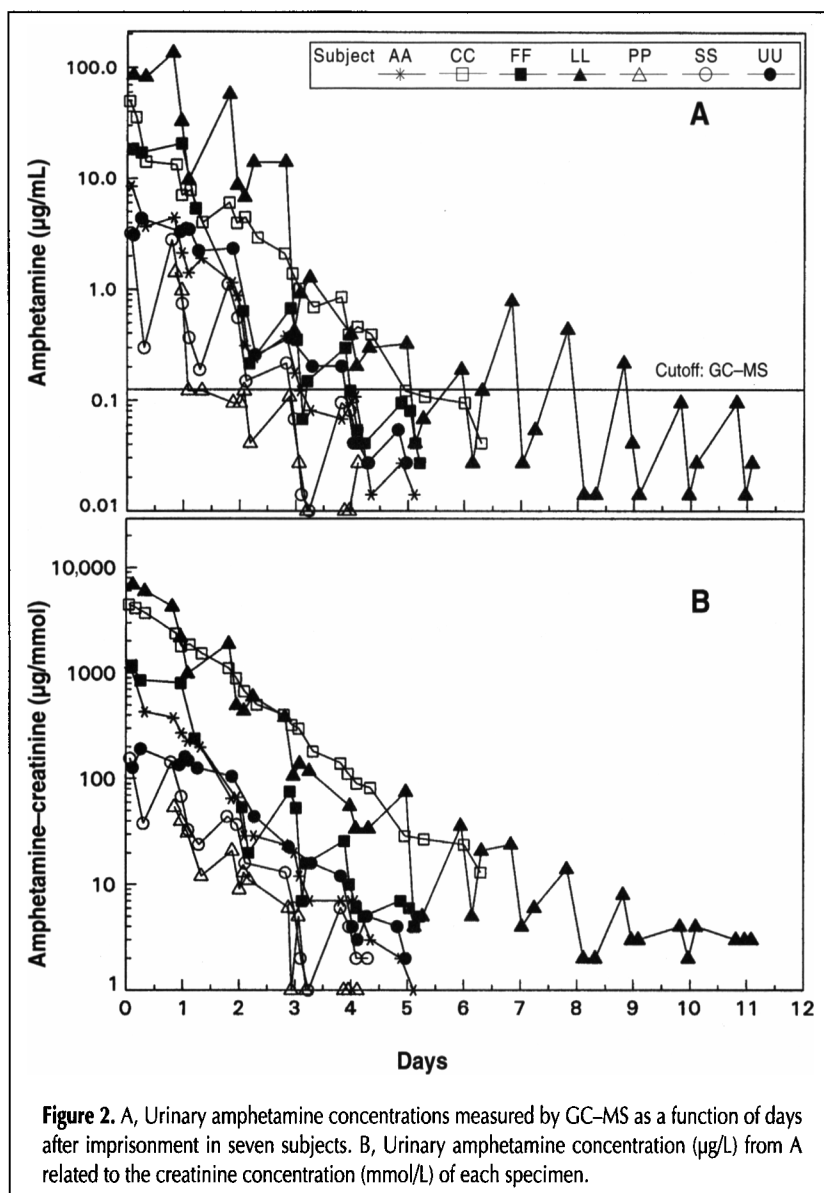 Subject AA CC FF LL PP SS UU
A
100.0
10.0
1.0
0.1
0.01
Amphetamine (µg/mL)
Cutoff: GC–MS
B
10,000
1000
100
10
1
Amphetamine–creatinine (µg/mmol)
0 1 2 3 4 5 6 7 8 9 10 11 12
Days
Figure 2. A, Urinary amphetamine concentrations measured by GC–MS as a function of days
after imprisonment in seven subjects. B, Urinary amphetamine concentration (µg/L) from A
related to the creatinine concentration (mmol/L) of each specimen.